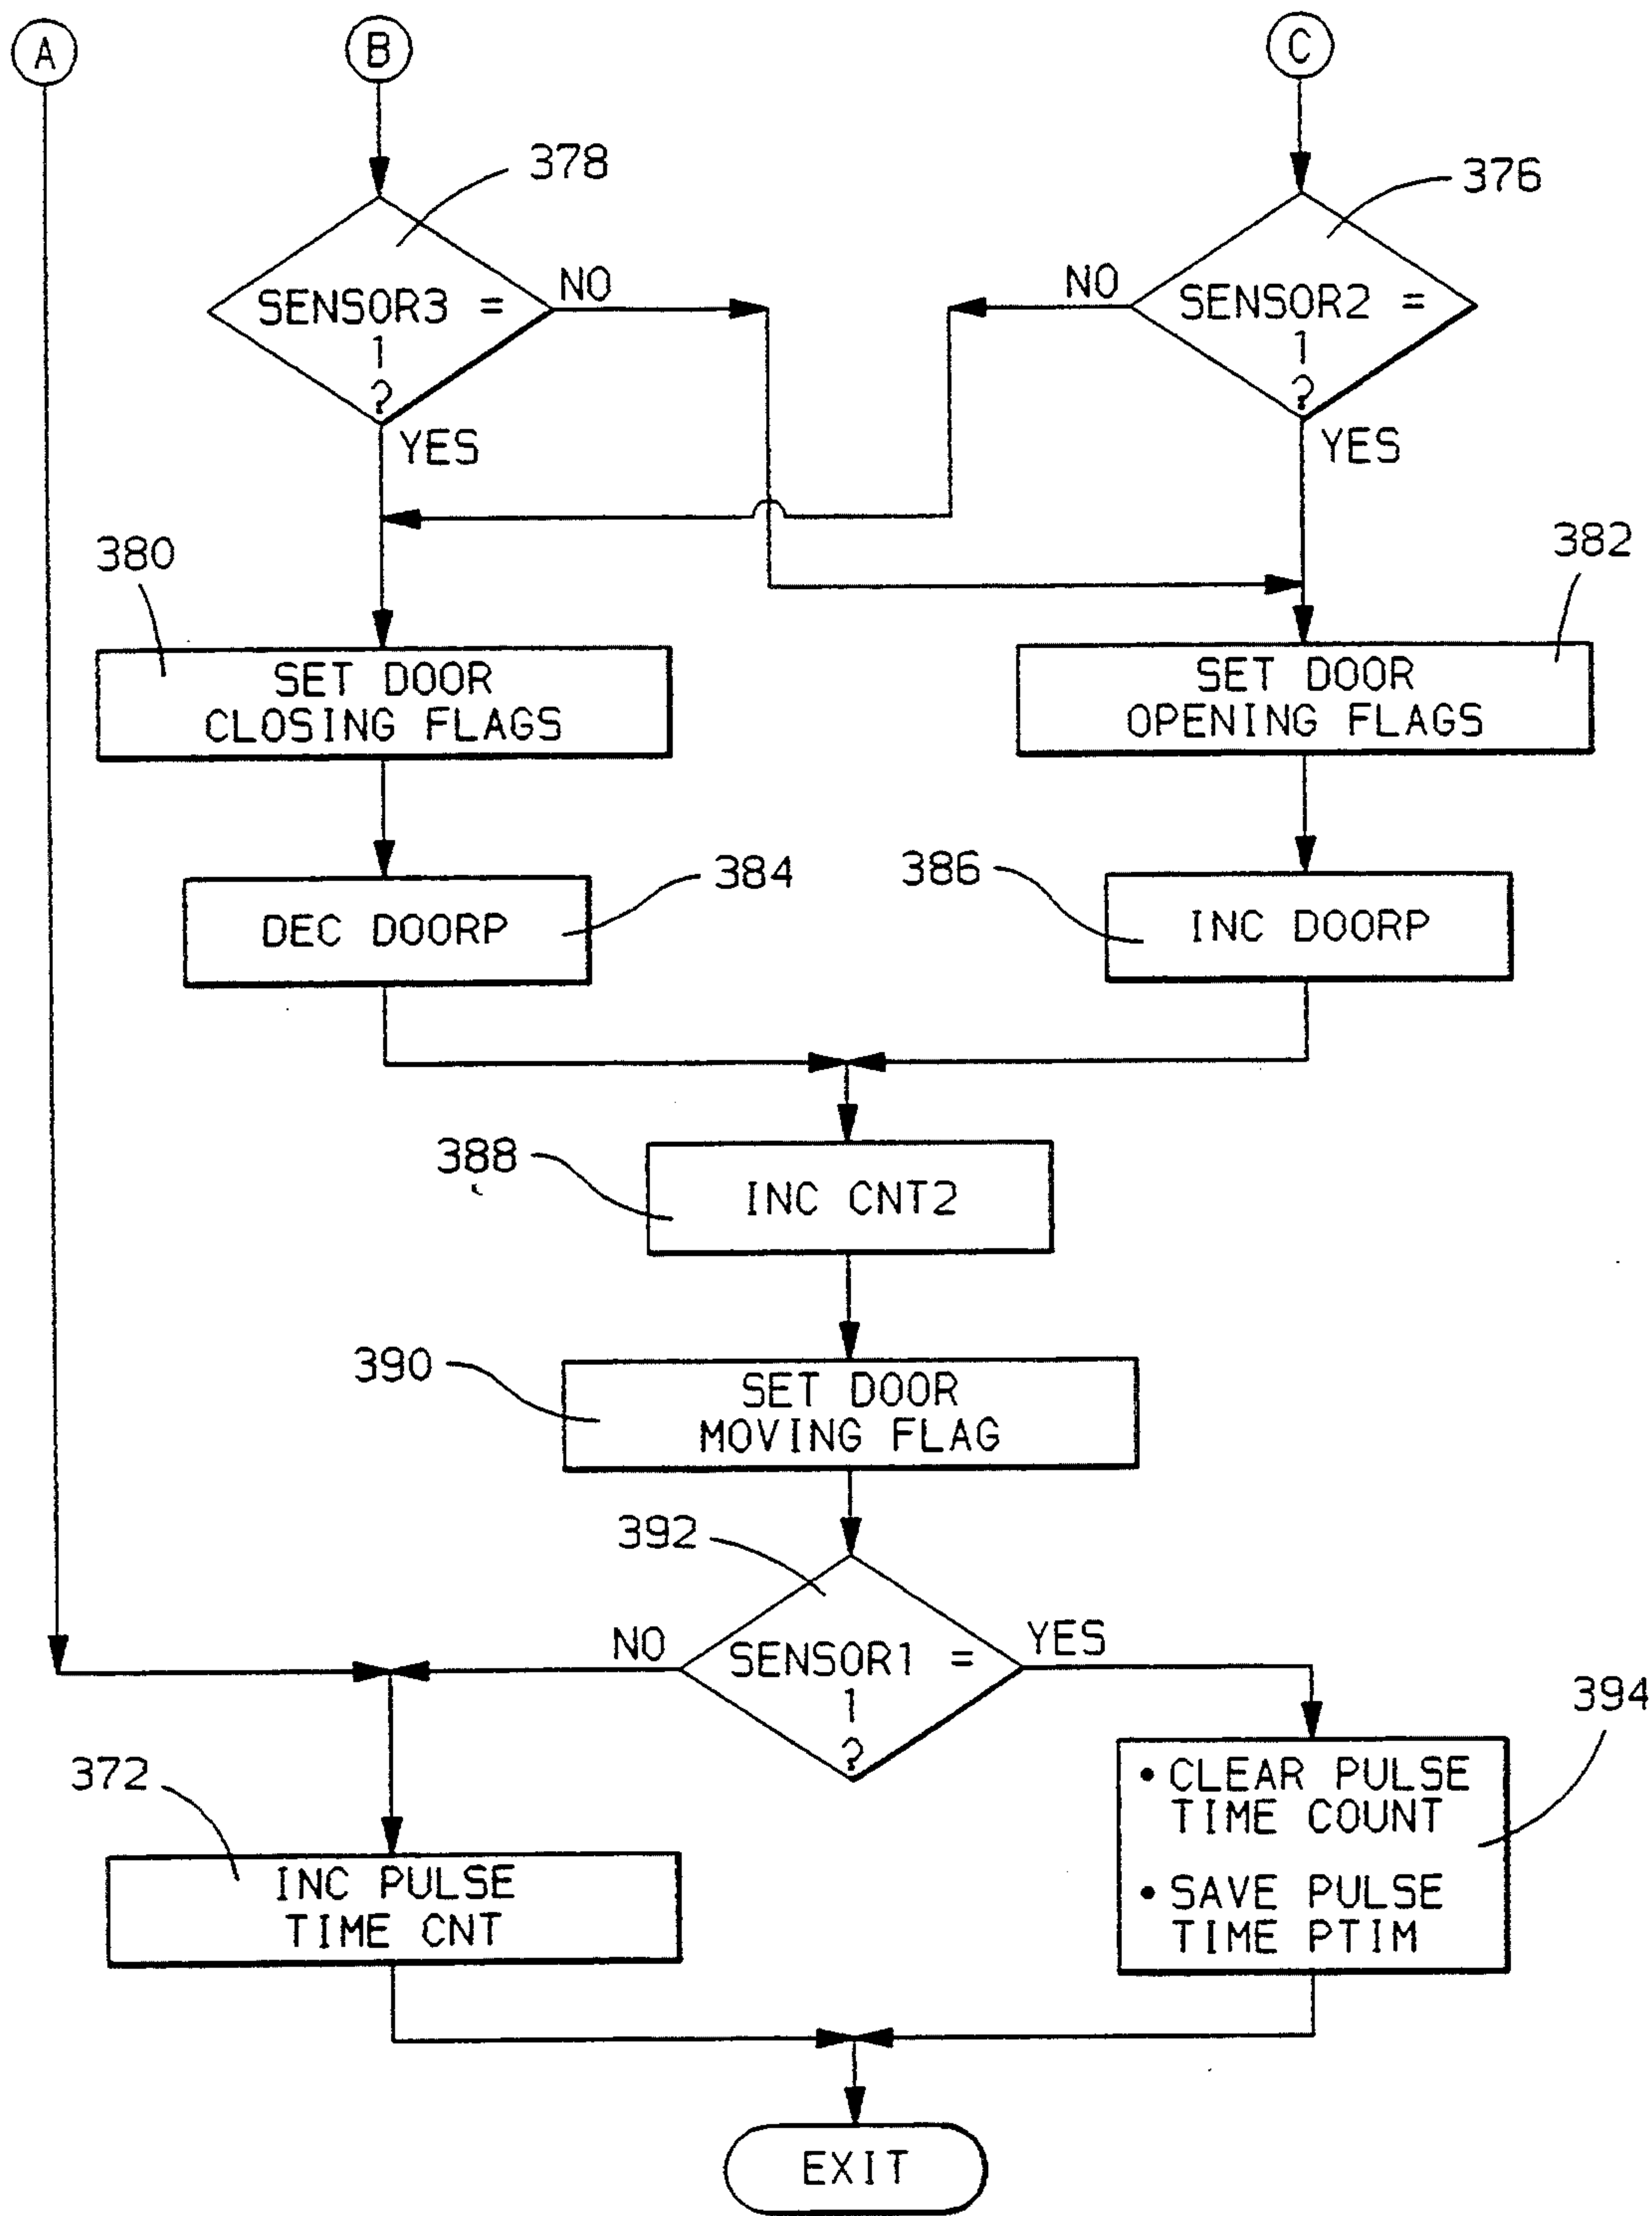 A
B
C
378
376
SENSOR3 =
1
?
NO
YES
NO
SENSOR2 =
1
?
YES
380
382
SET DOOR
CLOSING FLAGS
SET DOOR
OPENING FLAGS
384
386
DEC DOORP
INC DOORP
388
INC CNT2
390
SET DOOR
MOVING FLAG
392
NO
SENSOR1 =
1
?
YES
394
372
• CLEAR PULSE
TIME COUNT
• SAVE PULSE
TIME PTIM
INC PULSE
TIME CNT
EXIT